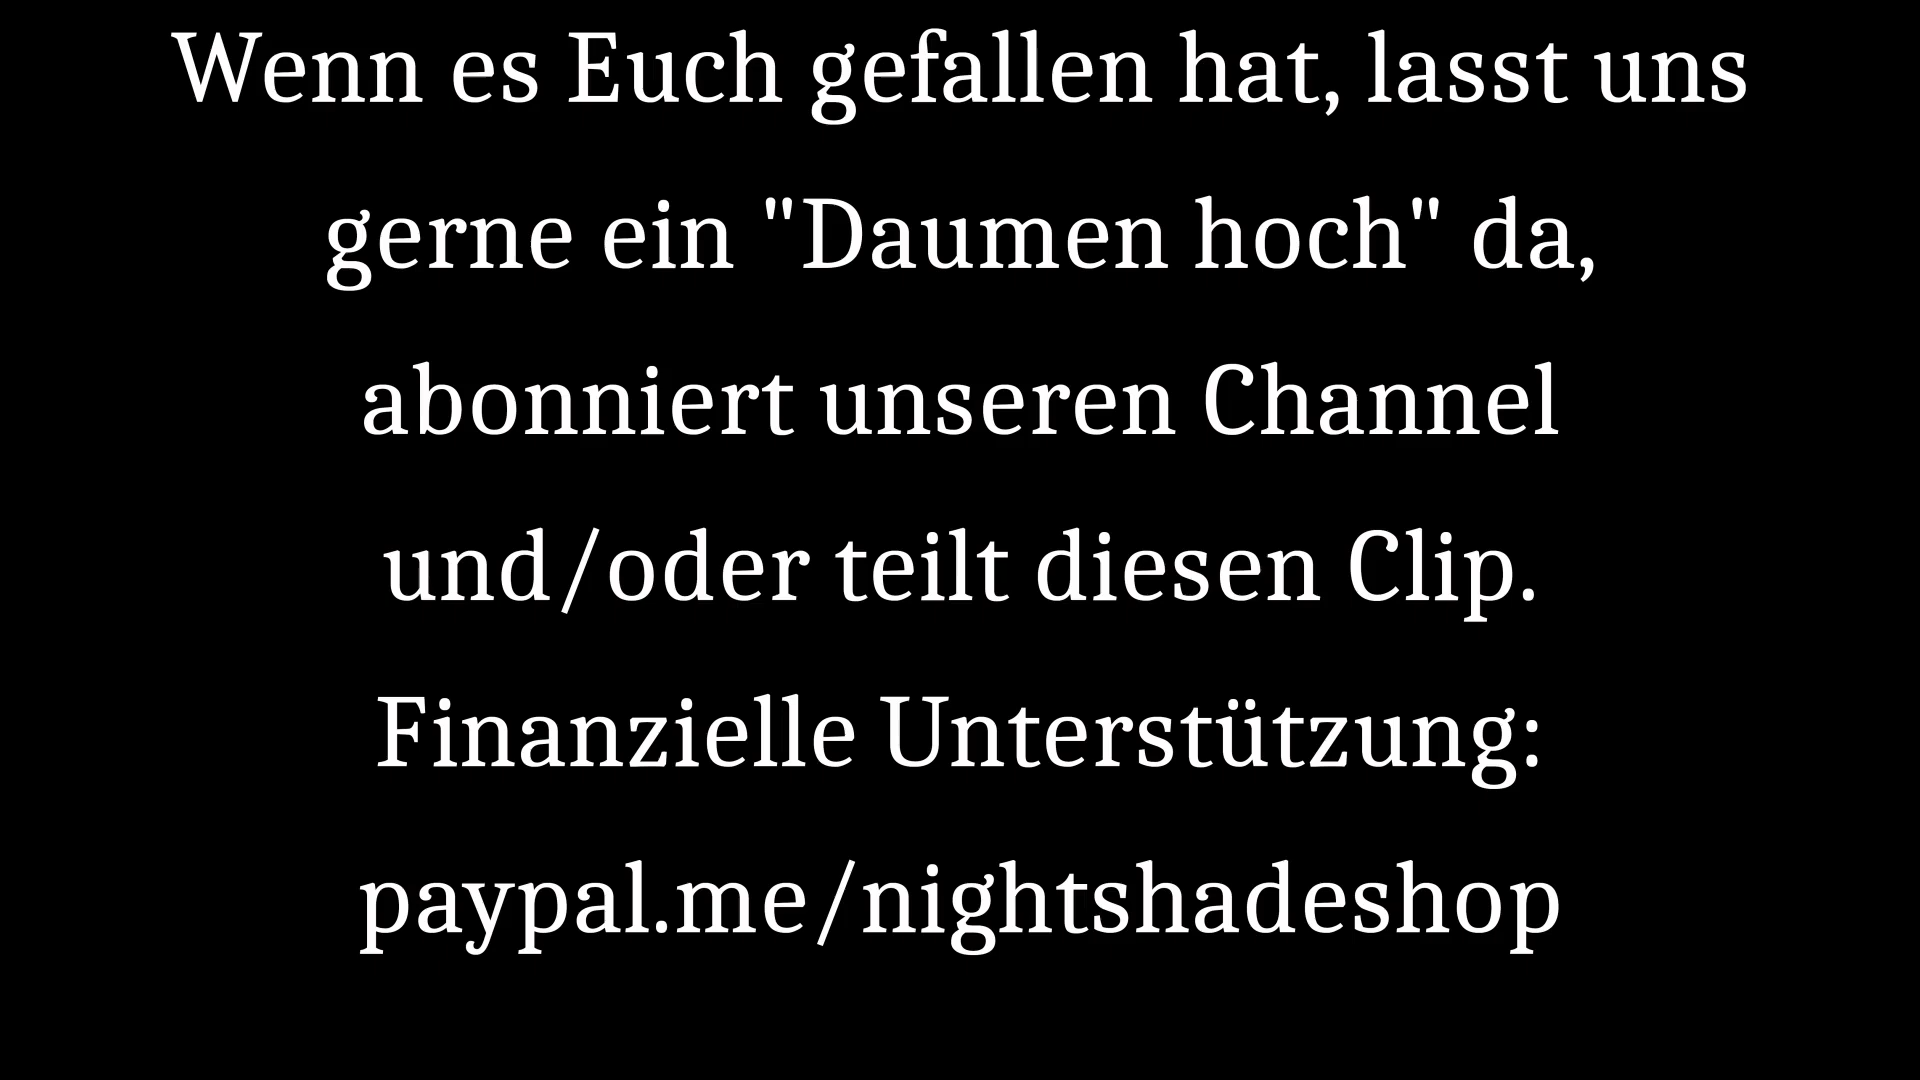 Wenn es Euch gefallen hat, lasst uns
gerne ein "Daumen hoch" da,
abonniert unseren Channel
und/oder teilt diesen Clip.
Finanzielle Unterstützung:
paypal.me/nightshadeshop